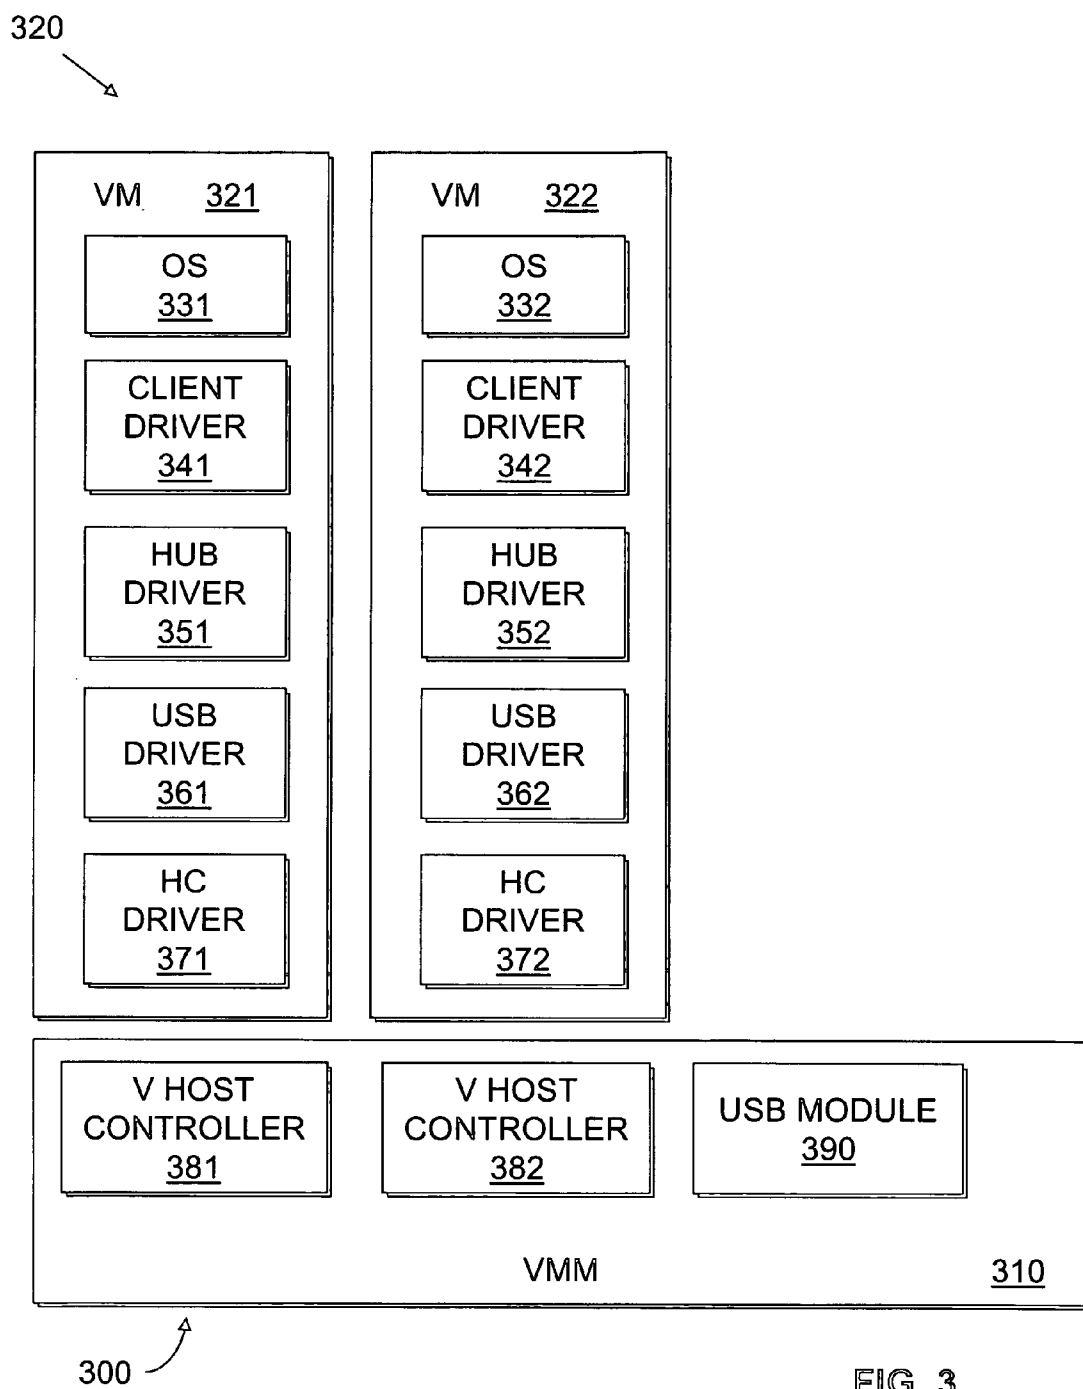 320
VM 321
OS
331
CLIENT
DRIVER
341
HUB
DRIVER
351
USB
DRIVER
361
HC
DRIVER
371
VM 322
OS
332
CLIENT
DRIVER
342
HUB
DRIVER
352
USB
DRIVER
362
HC
DRIVER
372
V HOST
CONTROLLER
381
V HOST
CONTROLLER
382
USB MODULE
390
VMM 310
300
FIG. 3